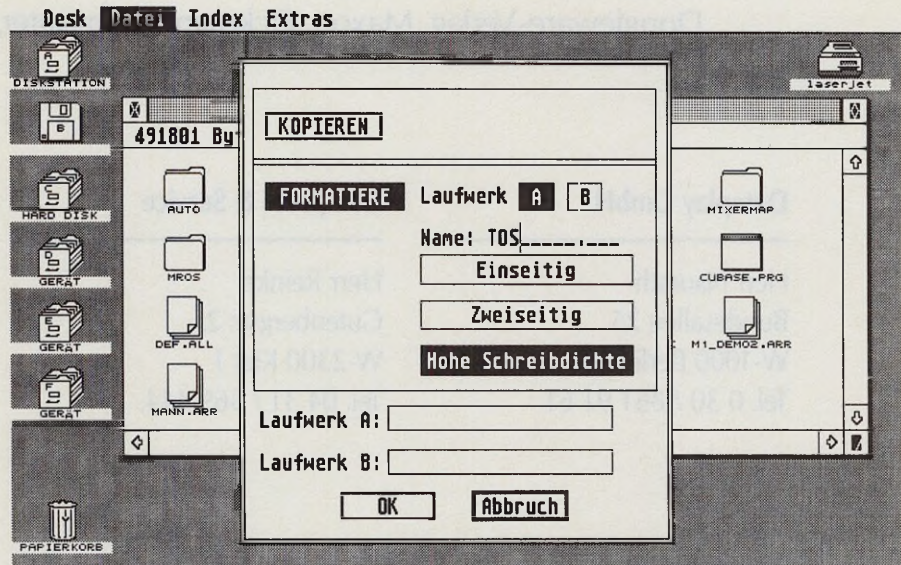 Desk Datei Index Extras
DISKSTATION
laserjet
B
491801 By
HARD DISK
GERÄT
GERÄT
GERÄT
PAPIERKORB
AUTO
MROS
DEF.ALL
MANN.ARR
KOPIEREN
FORMATIERE Laufwerk A B
Name: TOS_____.___
Einseitig
Zweiseitig
Hohe Schreibdichte
Laufwerk A:
Laufwerk B:
OK Abbruch
MIXERMAP
CUBASE.PRG
M1_DEMO2.ARR